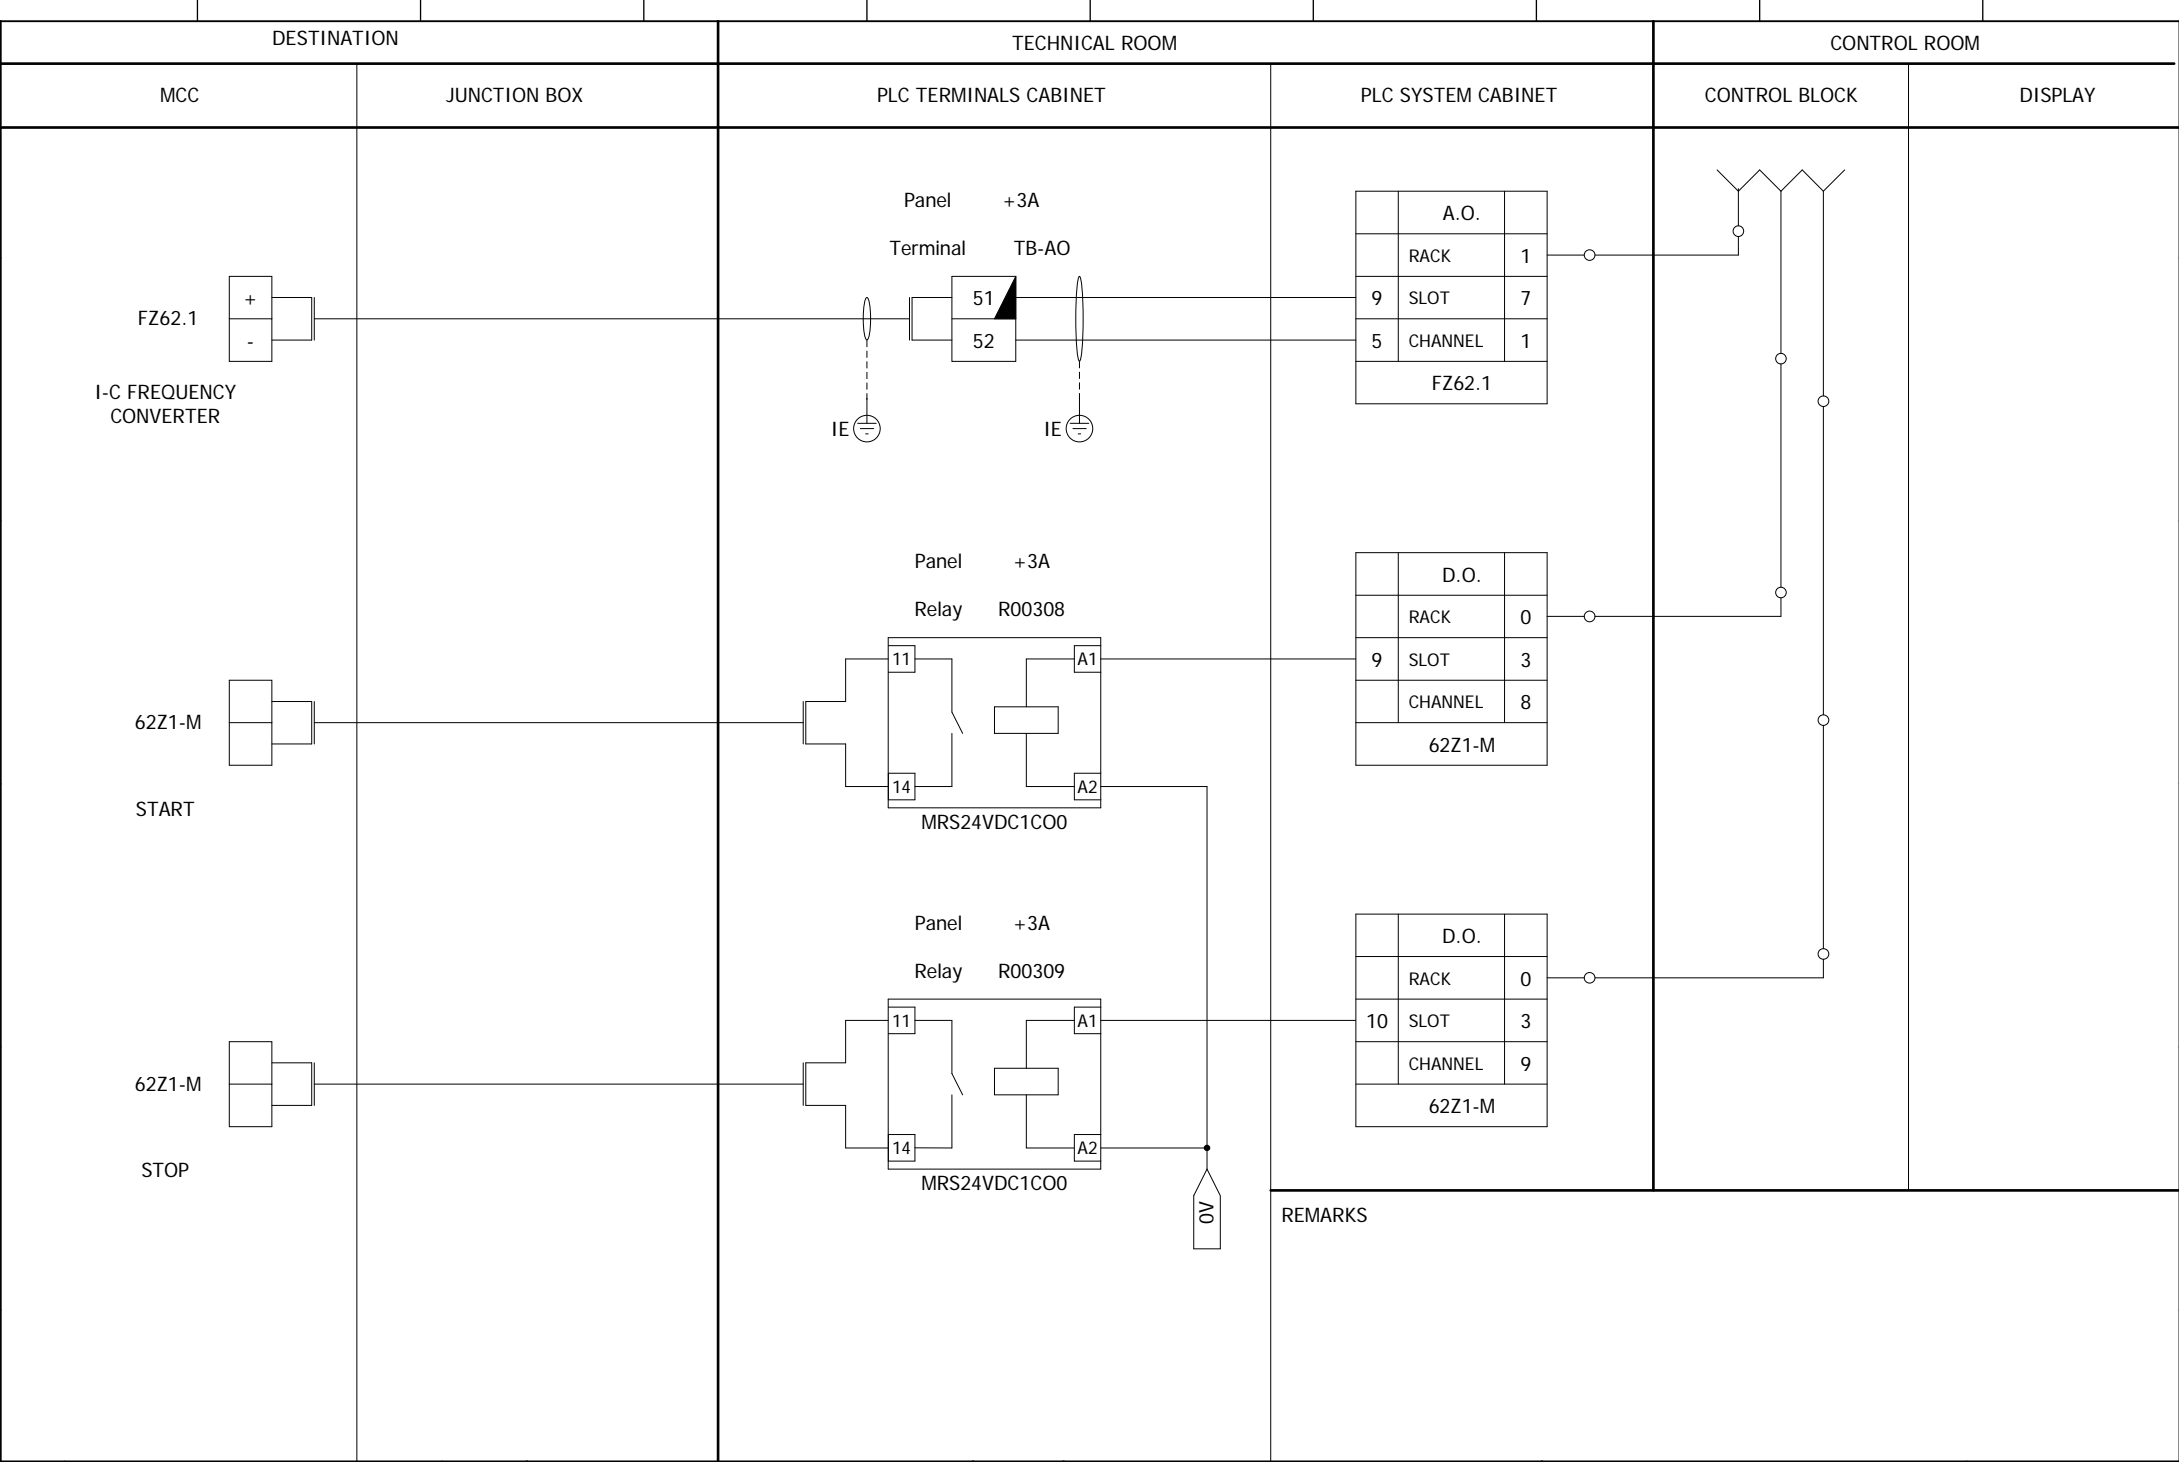 DESTINATION TECHNICAL ROOM CONTROL ROOM
MCC JUNCTION BOX PLC TERMINALS CABINET PLC SYSTEM CABINET CONTROL BLOCK DISPLAY
Panel +3A
Terminal TB-AO
FZ62.1
+
-
I-C FREQUENCY
CONVERTER
51
52
IE
IE
A.O.
RACK 1
9 SLOT 7
5 CHANNEL 1
FZ62.1
Panel +3A
Relay R00308
62Z1-M
START
11 A1
14 A2
MRS24VDC1CO0
D.O.
RACK 0
9 SLOT 3
CHANNEL 8
62Z1-M
Panel +3A
Relay R00309
62Z1-M
STOP
11 A1
14 A2
MRS24VDC1CO0
0V
D.O.
RACK 0
10 SLOT 3
CHANNEL 9
62Z1-M
REMARKS